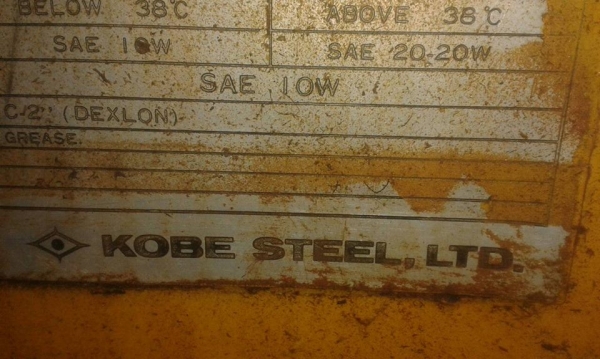 BELOW 38°C ABOVE 38°C
SAE 10W SAE 20-20W
SAE 10W
C-2 (DEXLON)
GREASE
KOBE STEEL, LTD.